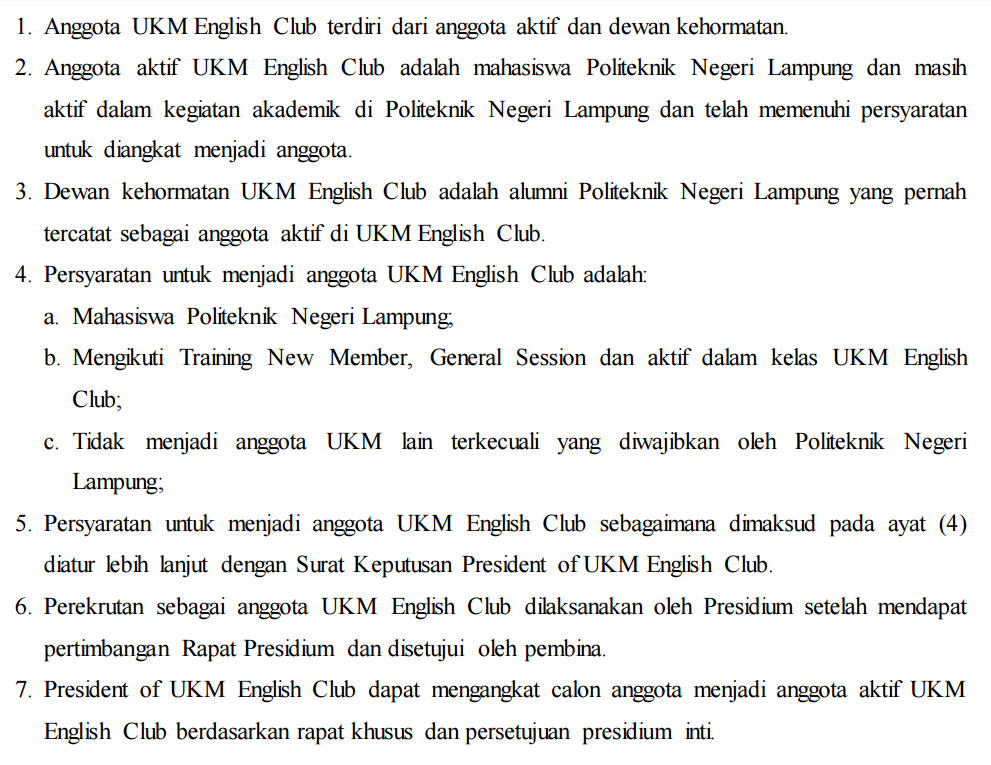 1. Anggota UKM English Club terdiri dari anggota aktif dan dewan kehormatan.
2. Anggota aktif UKM English Club adalah mahasiswa Politeknik Negeri Lampung dan masih
aktif dalam kegiatan akademik di Politeknik Negeri Lampung dan telah memenuhi persyaratan
untuk diangkat menjadi anggota.
3. Dewan kehormatan UKM English Club adalah alumni Politeknik Negeri Lampung yang pernah
tercatat sebagai anggota aktif di UKM English Club.
4. Persyaratan untuk menjadi anggota UKM English Club adalah:
a. Mahasiswa Politeknik Negeri Lampung;
b. Mengikuti Training New Member, General Session dan aktif dalam kelas UKM English
Club;
c. Tidak menjadi anggota UKM lain terkecuali yang diwajibkan oleh Politeknik Negeri
Lampung;
5. Persyaratan untuk menjadi anggota UKM English Club sebagaimana dimaksud pada ayat (4)
diatur lebih lanjut dengan Surat Keputusan President of UKM English Club.
6. Perekrutan sebagai anggota UKM English Club dilaksanakan oleh Presidium setelah mendapat
pertimbangan Rapat Presidium dan disetujui oleh pembina.
7. President of UKM English Club dapat mengangkat calon anggota menjadi anggota aktif UKM
English Club berdasarkan rapat khusus dan persetujuan presidium inti.